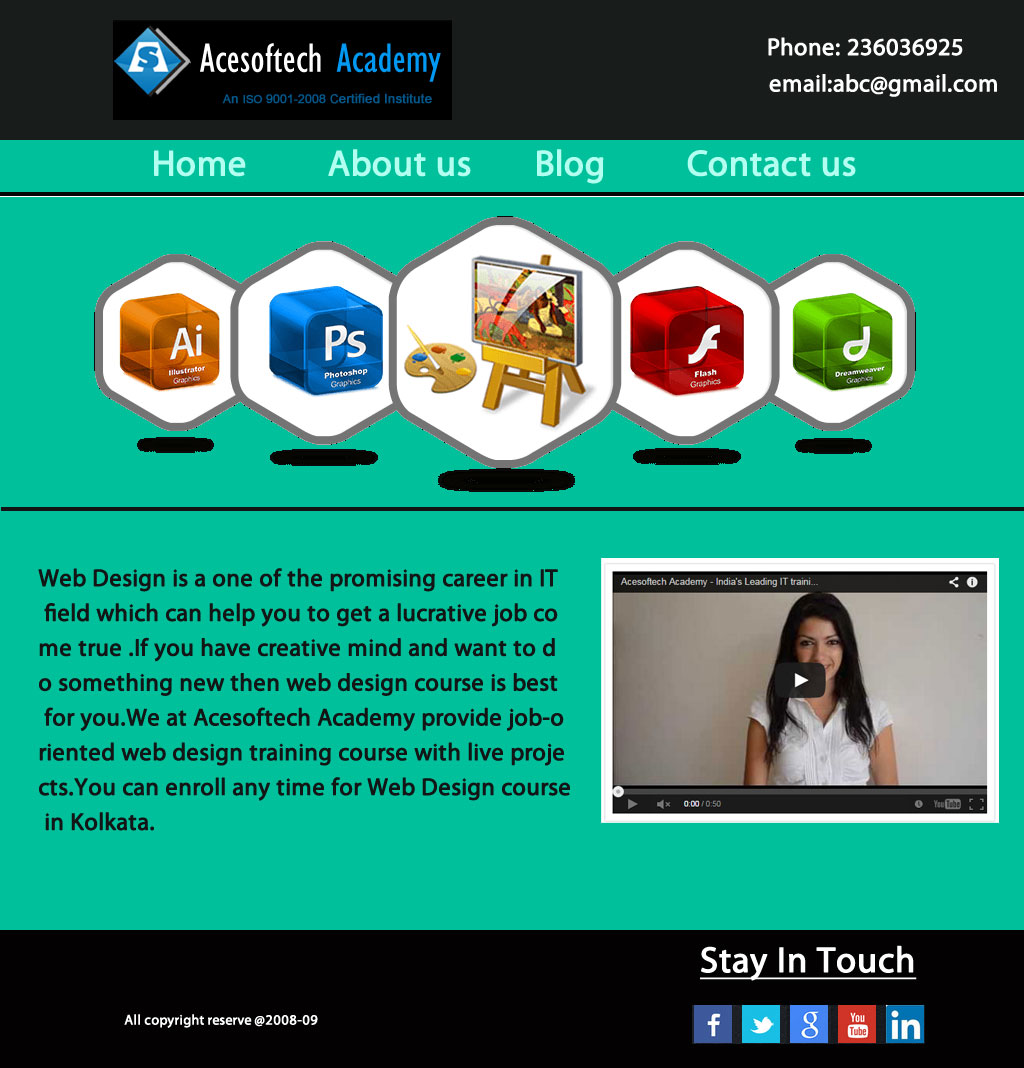 Acesoftech Academy
An ISO 9001-2008 Certified Institute
Phone: 236036925
email:abc@gmail.com
Home About us Blog Contact us
Ai
Illustrator
Graphics
Ps
Photoshop
Graphics
Flash
Graphics
Dreamweaver
Graphics
Web Design is a one of the promising career in IT
field which can help you to get a lucrative job co
me true .If you have creative mind and want to d
o something new then web design course is best
for you.We at Acesoftech Academy provide job-o
riented web design training course with live proje
cts.You can enroll any time for Web Design course
in Kolkata.
Acesoftech Academy - India's Leading IT traini...
0:00 / 0:50
YouTube
Stay In Touch
All copyright reserve @2008-09
f
g
You
Tube
in